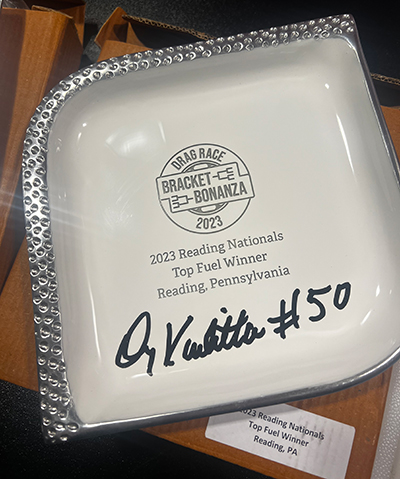 DRAG RACE
BRACKET
BONANZA
2023
2023 Reading Nationals
Top Fuel Winner
Reading, Pennsylvania
#50
2023 Reading Nationals
Top Fuel Winner
Reading, PA